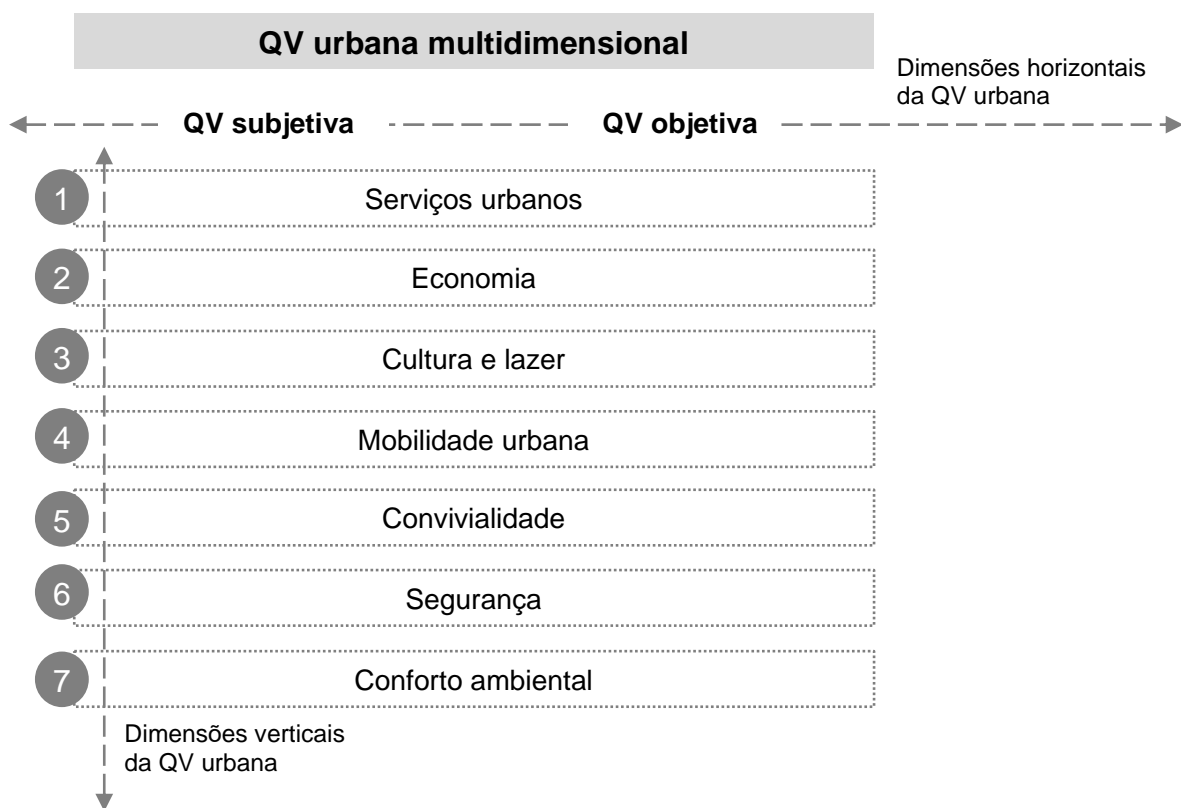 QV urbana multidimensional
Dimensões horizontais
da QV urbana
QV subjetiva
QV objetiva
1
Serviços urbanos
2
Economia
3
Cultura e lazer
4
Mobilidade urbana
5
Convivialidade
6
Segurança
7
Conforto ambiental
Dimensões verticais
da QV urbana